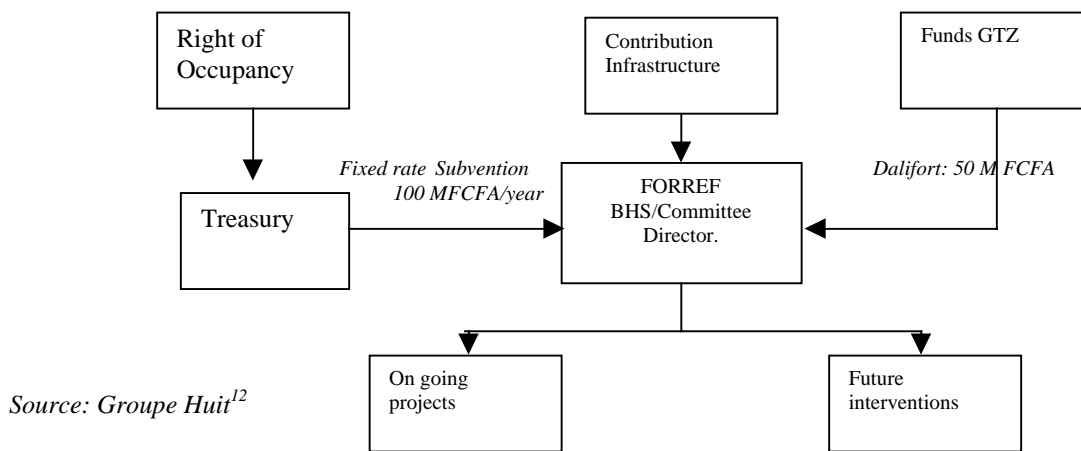 Right of
Occupancy
Contribution
Infrastructure
Funds GTZ
Fixed rate Subvention
100 MFCFA/year
Dalifort: 50 M FCFA
Treasury
FORREF
BHS/Committee
Director.
On going
projects
Future
interventions
Source: Groupe Huit12